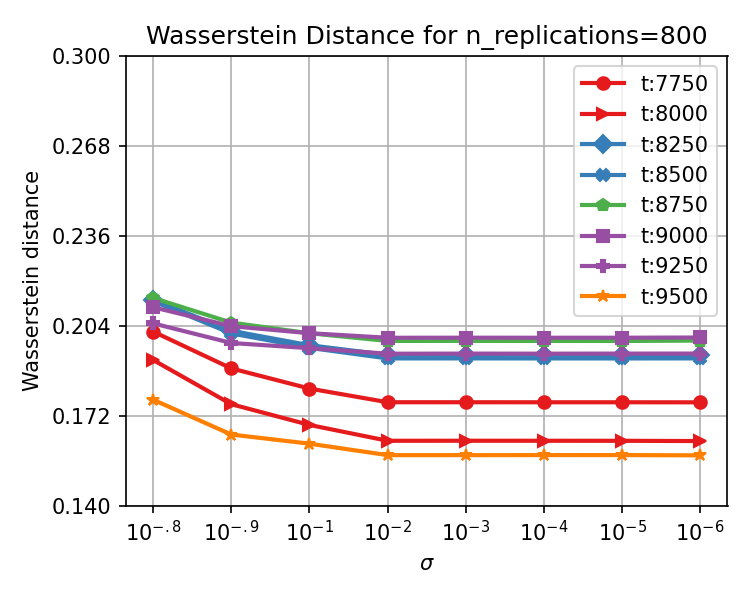 Wasserstein Distance for n_replications=800
0.300
0.268
0.236
0.204
0.172
0.140
Wasserstein distance
t:7750
t:8000
t:8250
t:8500
t:8750
t:9000
t:9250
t:9500
10^{-.8} 10^{-.9} 10^{-1} 10^{-2} 10^{-3} 10^{-4} 10^{-5} 10^{-6}
σ